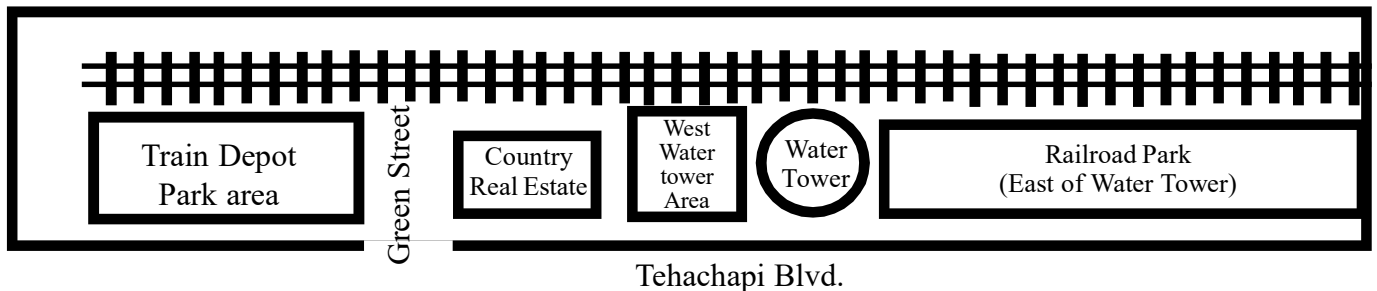 Train Depot
Park area
Green Street
Country
Real Estate
West
Water
tower
Area
Water
Tower
Railroad Park
(East of Water Tower)
Tehachapi Blvd.